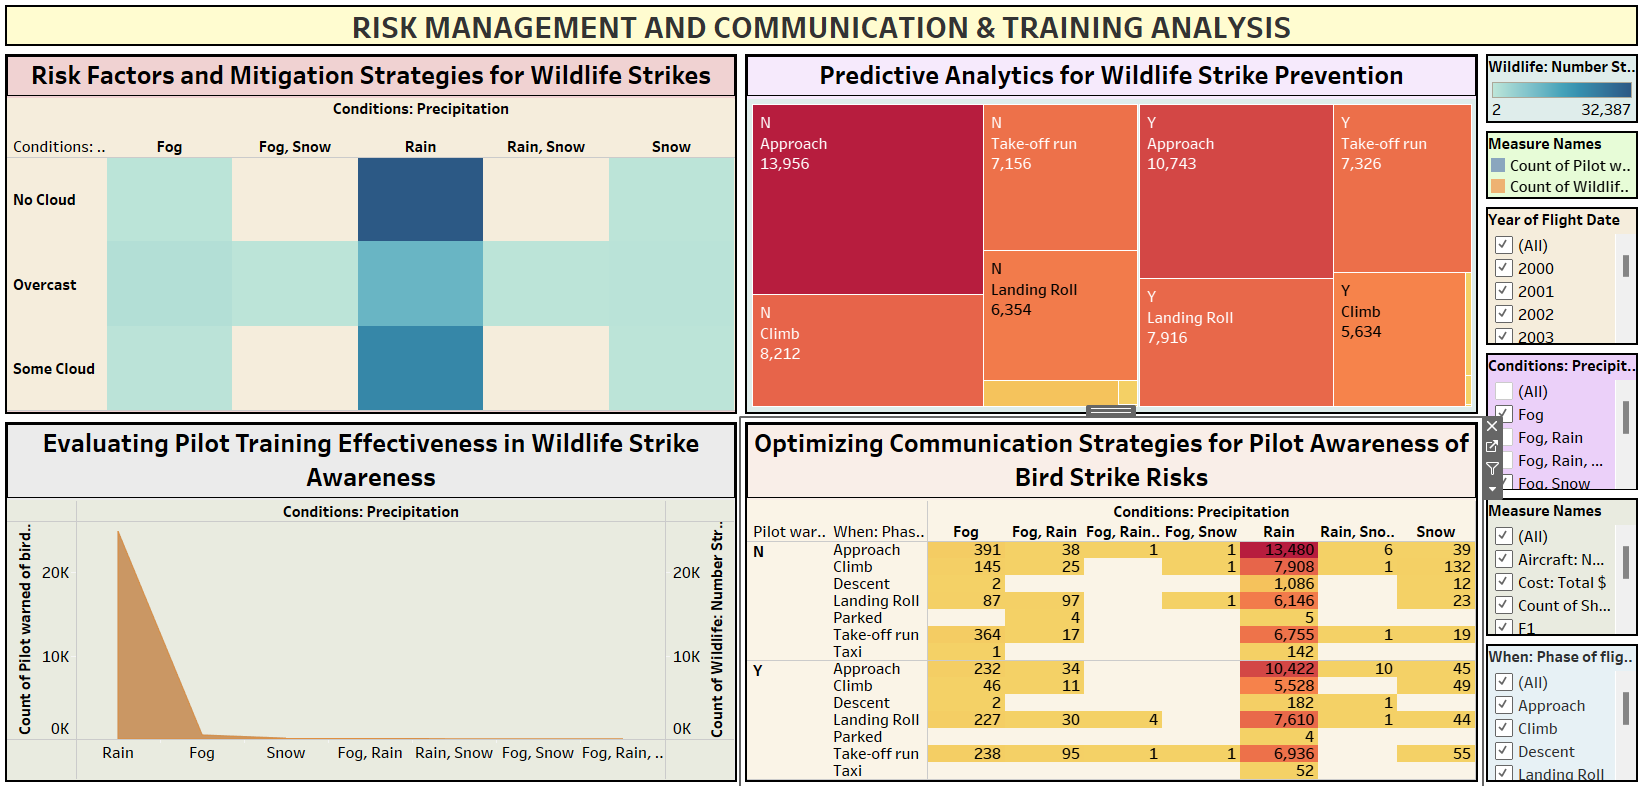 RISK MANAGEMENT AND COMMUNICATION & TRAINING ANALYSIS
Risk Factors and Mitigation Strategies for Wildlife Strikes
Conditions: Precipitation
Conditions: .. Fog Fog, Snow Rain Rain, Snow Snow
No Cloud
Overcast
Some Cloud
Predictive Analytics for Wildlife Strike Prevention
N
Approach
13,956
N
Climb
8,212
N
Take-off run
7,156
N
Landing Roll
6,354
Y
Approach
10,743
Y
Landing Roll
7,916
Y
Take-off run
7,326
Y
Climb
5,634
Evaluating Pilot Training Effectiveness in Wildlife Strike
Awareness
Conditions: Precipitation
Count of Pilot warned of bird..
20K
10K
0K
20K
10K
0K
Count of Wildlife: Number Str..
Rain Fog Snow Fog, Rain Rain, Snow Fog, Snow Fog, Rain, ..
Optimizing Communication Strategies for Pilot Awareness of
Bird Strike Risks
Conditions: Precipitation
Pilot war.. When: Phas.. Fog Fog, Rain Fog, Rain.. Fog, Snow Rain Rain, Sno.. Snow
N Approach 391 38 1 1 13,480 6 39
Climb 145 25 1 7,908 1 132
Descent 2 1,086 12
Landing Roll 87 97 1 6,146 23
Parked 4 5
Take-off run 364 17 6,755 1 19
Taxi 1 142
Y Approach 232 34 10,422 10 45
Climb 46 11 5,528 49
Descent 2 182 1
Landing Roll 227 30 4 7,610 1 44
Parked 4
Take-off run 238 95 1 1 6,936 55
Taxi 52
Wildlife: Number St..
2 32,387
Measure Names
Count of Pilot w..
Count of Wildlif..
Year of Flight Date
(All)
2000
2001
2002
2003
Conditions: Precipit..
(All)
Fog
Fog, Rain
Fog, Rain, ...
Fog, Snow
Measure Names
(All)
Aircraft: N...
Cost: Total $
Count of Sh...
F1
When: Phase of flig..
(All)
Approach
Climb
Descent
Landing Roll